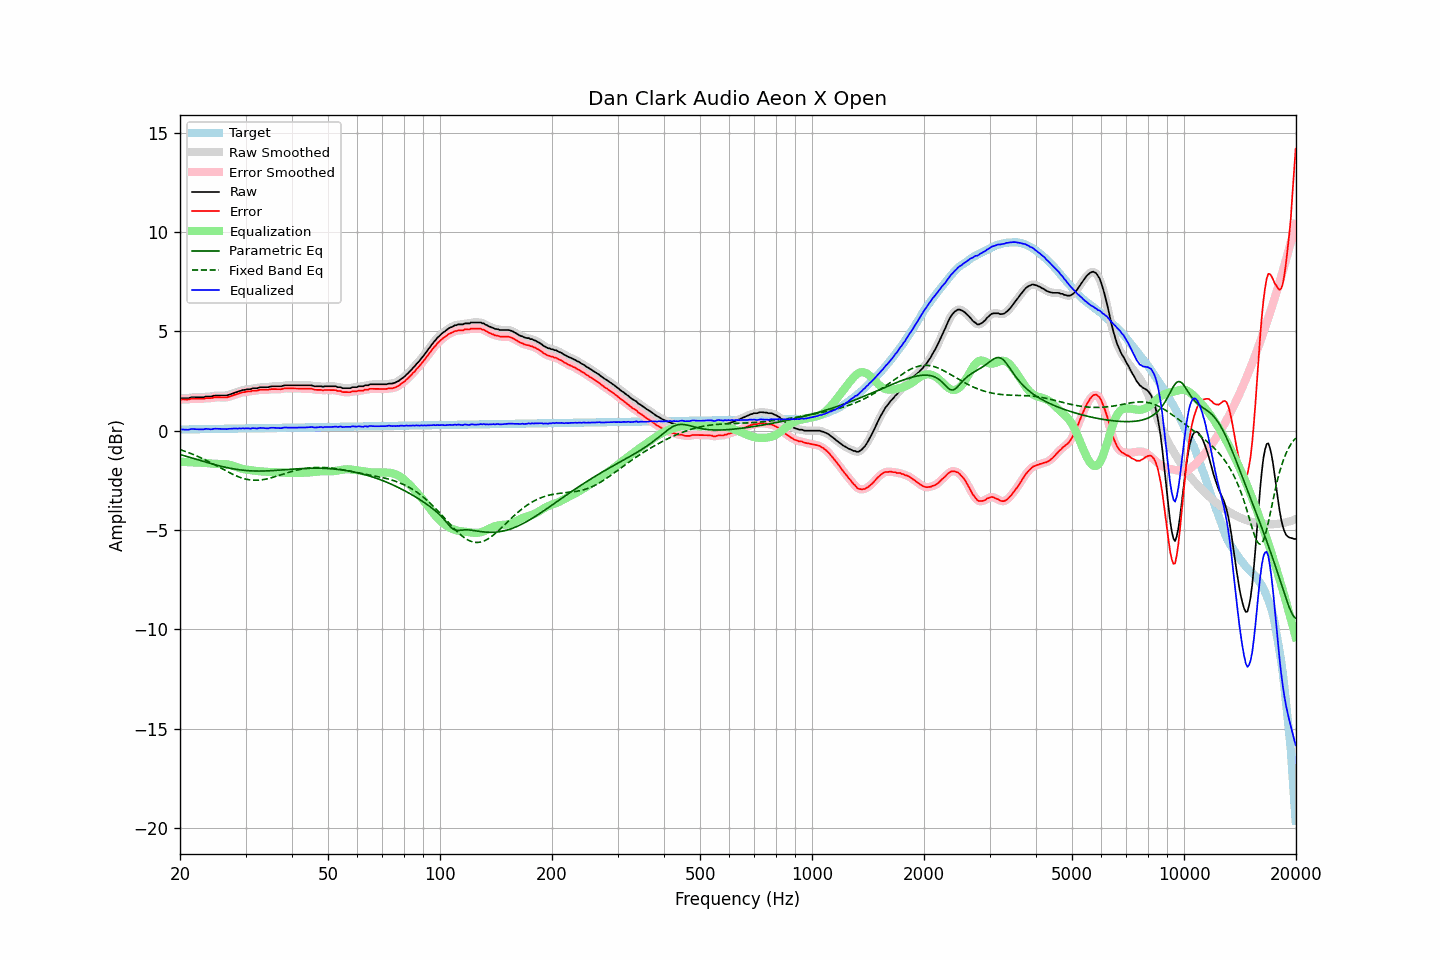 Dan Clark Audio Aeon X Open
Target
Raw Smoothed
Error Smoothed
Raw
Error
Equalization
Parametric Eq
Fixed Band Eq
Equalized
15
10
5
0
−5
−10
−15
−20
Amplitude (dBr)
20 50 100 200 500 1000 2000 5000 10000 20000
Frequency (Hz)